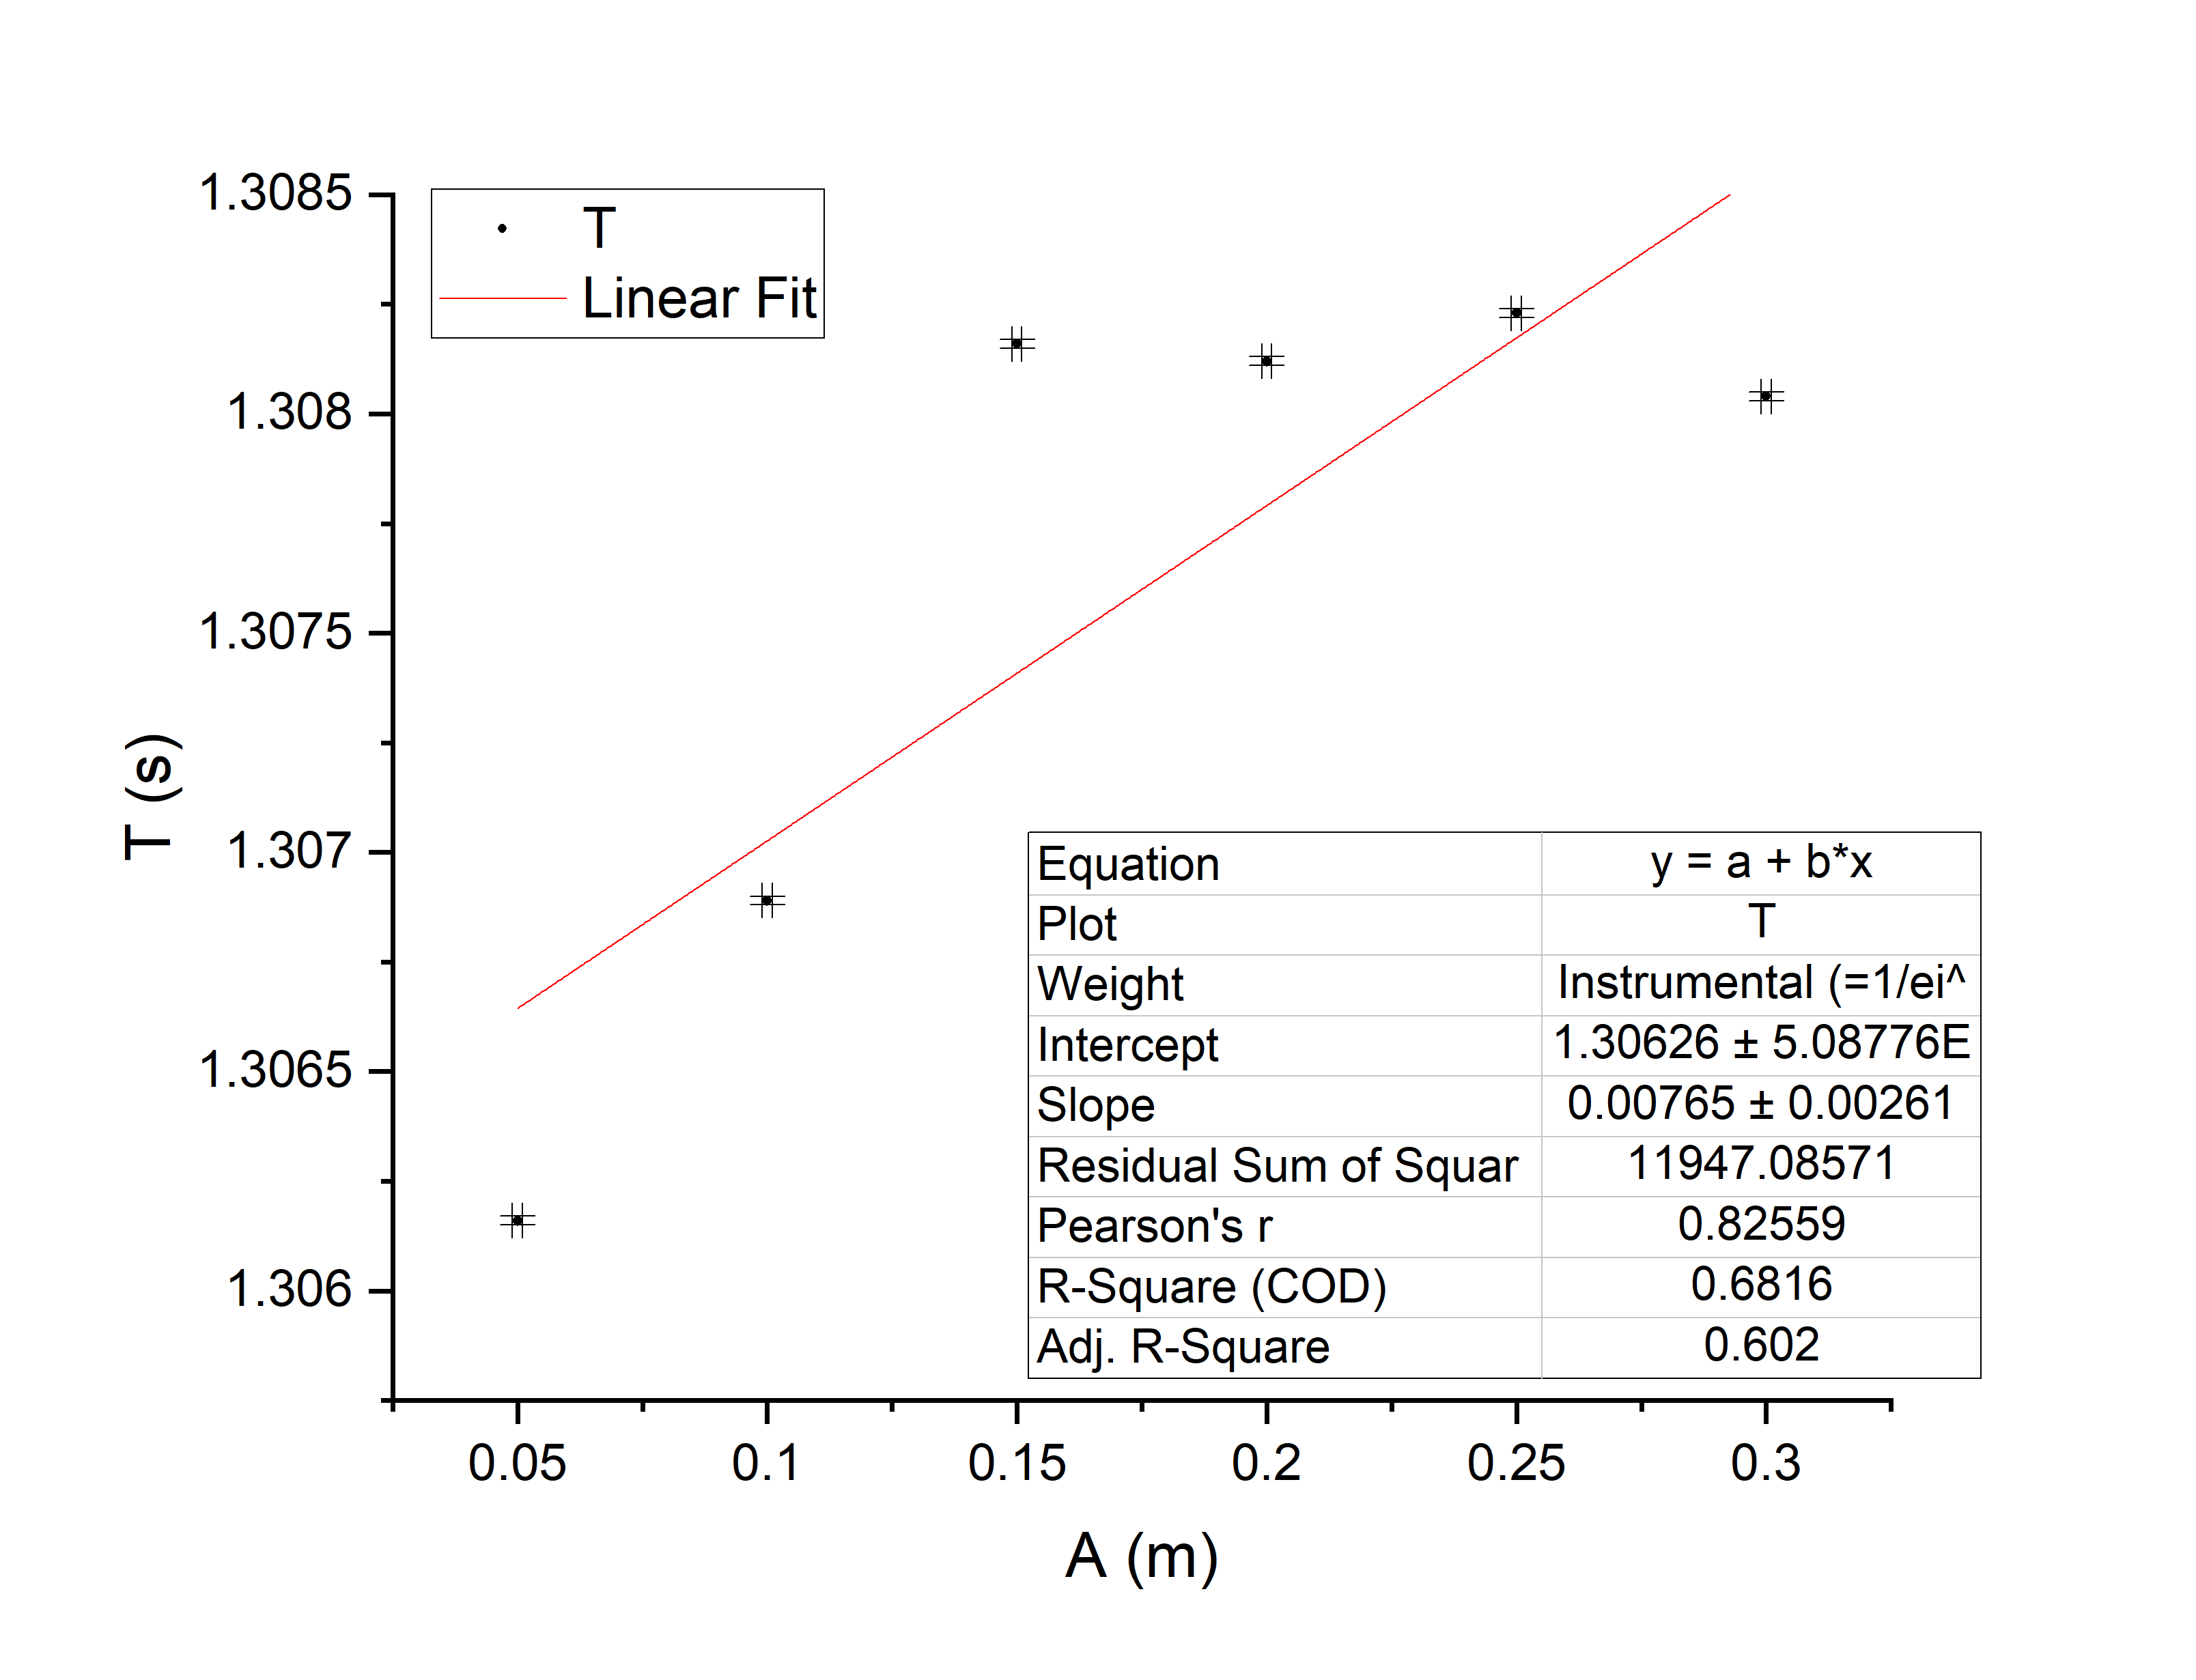 1.3085
1.308
1.3075
1.307
1.3065
1.306
T (s)
T
Linear Fit
Equation y = a + b*x
Plot T
Weight Instrumental (=1/ei^
Intercept 1.30626 ± 5.08776E
Slope 0.00765 ± 0.00261
Residual Sum of Squar 11947.08571
Pearson's r 0.82559
R-Square (COD) 0.6816
Adj. R-Square 0.602
0.05 0.1 0.15 0.2 0.25 0.3
A (m)